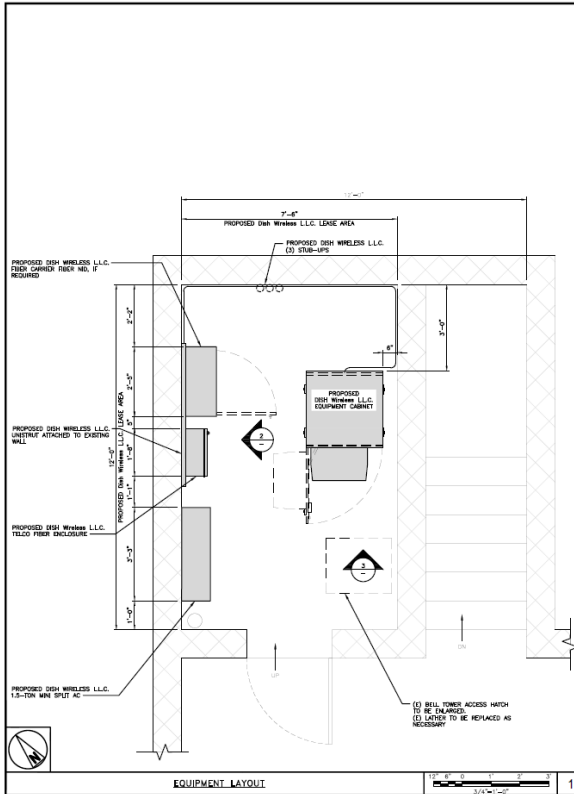 12'-0"
7'-6"
PROPOSED Dish Wireless L.L.C. LEASE AREA
PROPOSED DISH WIRELESS L.L.C.
(3) STUB-UPS
PROPOSED DISH WIRELESS L.L.C.
FIBER CARRIER FIBER NID, IF
REQUIRED
2'-2"
3'-0"
6"
2'-5"
PROPOSED
DISH Wireless L.L.C.
EQUIPMENT CABINET
PROPOSED DISH WIRELESS L.L.C.
UNISTRUT ATTACHED TO EXISTING
WALL
12'-0"
PROPOSED Dish Wireless L.L.C. LEASE AREA
5"
1'-8"
2
1'-1"
PROPOSED DISH Wireless L.L.C.
TELCO FIBER ENCLOSURE
3'-3"
3
1'-0"
UP
DN
PROPOSED DISH WIRELESS L.L.C.
1.5-TON MINI SPLIT AC
(E) BELL TOWER ACCESS HATCH
TO BE ENLARGED.
(E) LATHER TO BE REPLACED AS
NECESSARY
N
EQUIPMENT LAYOUT
12" 6" 0 1' 2' 3'
3/4"=1'-0"
1